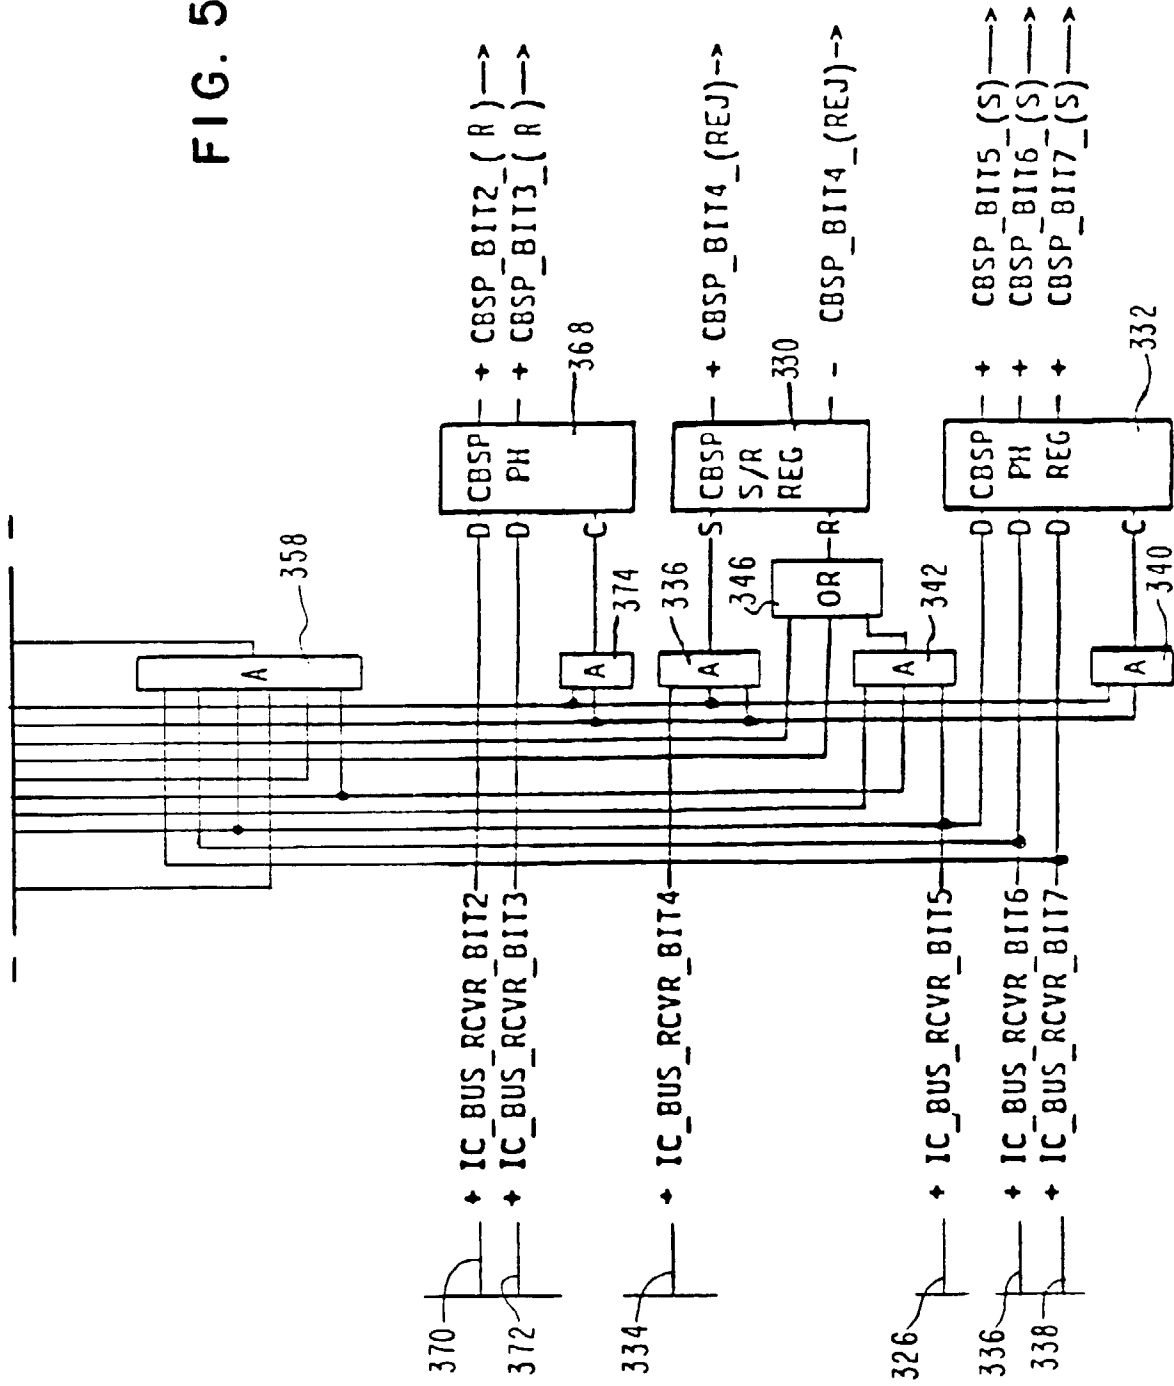 FIG. 5
358
370
+ IC_BUS_RCVR_BIT2
D CBSP
- + CBSP_BIT2_(R)
372
+ IC_BUS_RCVR_BIT3
D PH
- + CBSP_BIT3_(R)
A
374
C
368
334
+ IC_BUS_RCVR_BIT4
A
336
S CBSP
S/R
REG
- + CBSP_BIT4_(REJ)
330
346
OR
R
- - CBSP_BIT4_(REJ)
A
342
326
+ IC_BUS_RCVR_BIT5
D CBSP
- + CBSP_BIT5_(S)
336
+ IC_BUS_RCVR_BIT6
D PH
- + CBSP_BIT6_(S)
338
+ IC_BUS_RCVR_BIT7
D REG
- + CBSP_BIT7_(S)
A
340
C
332
A